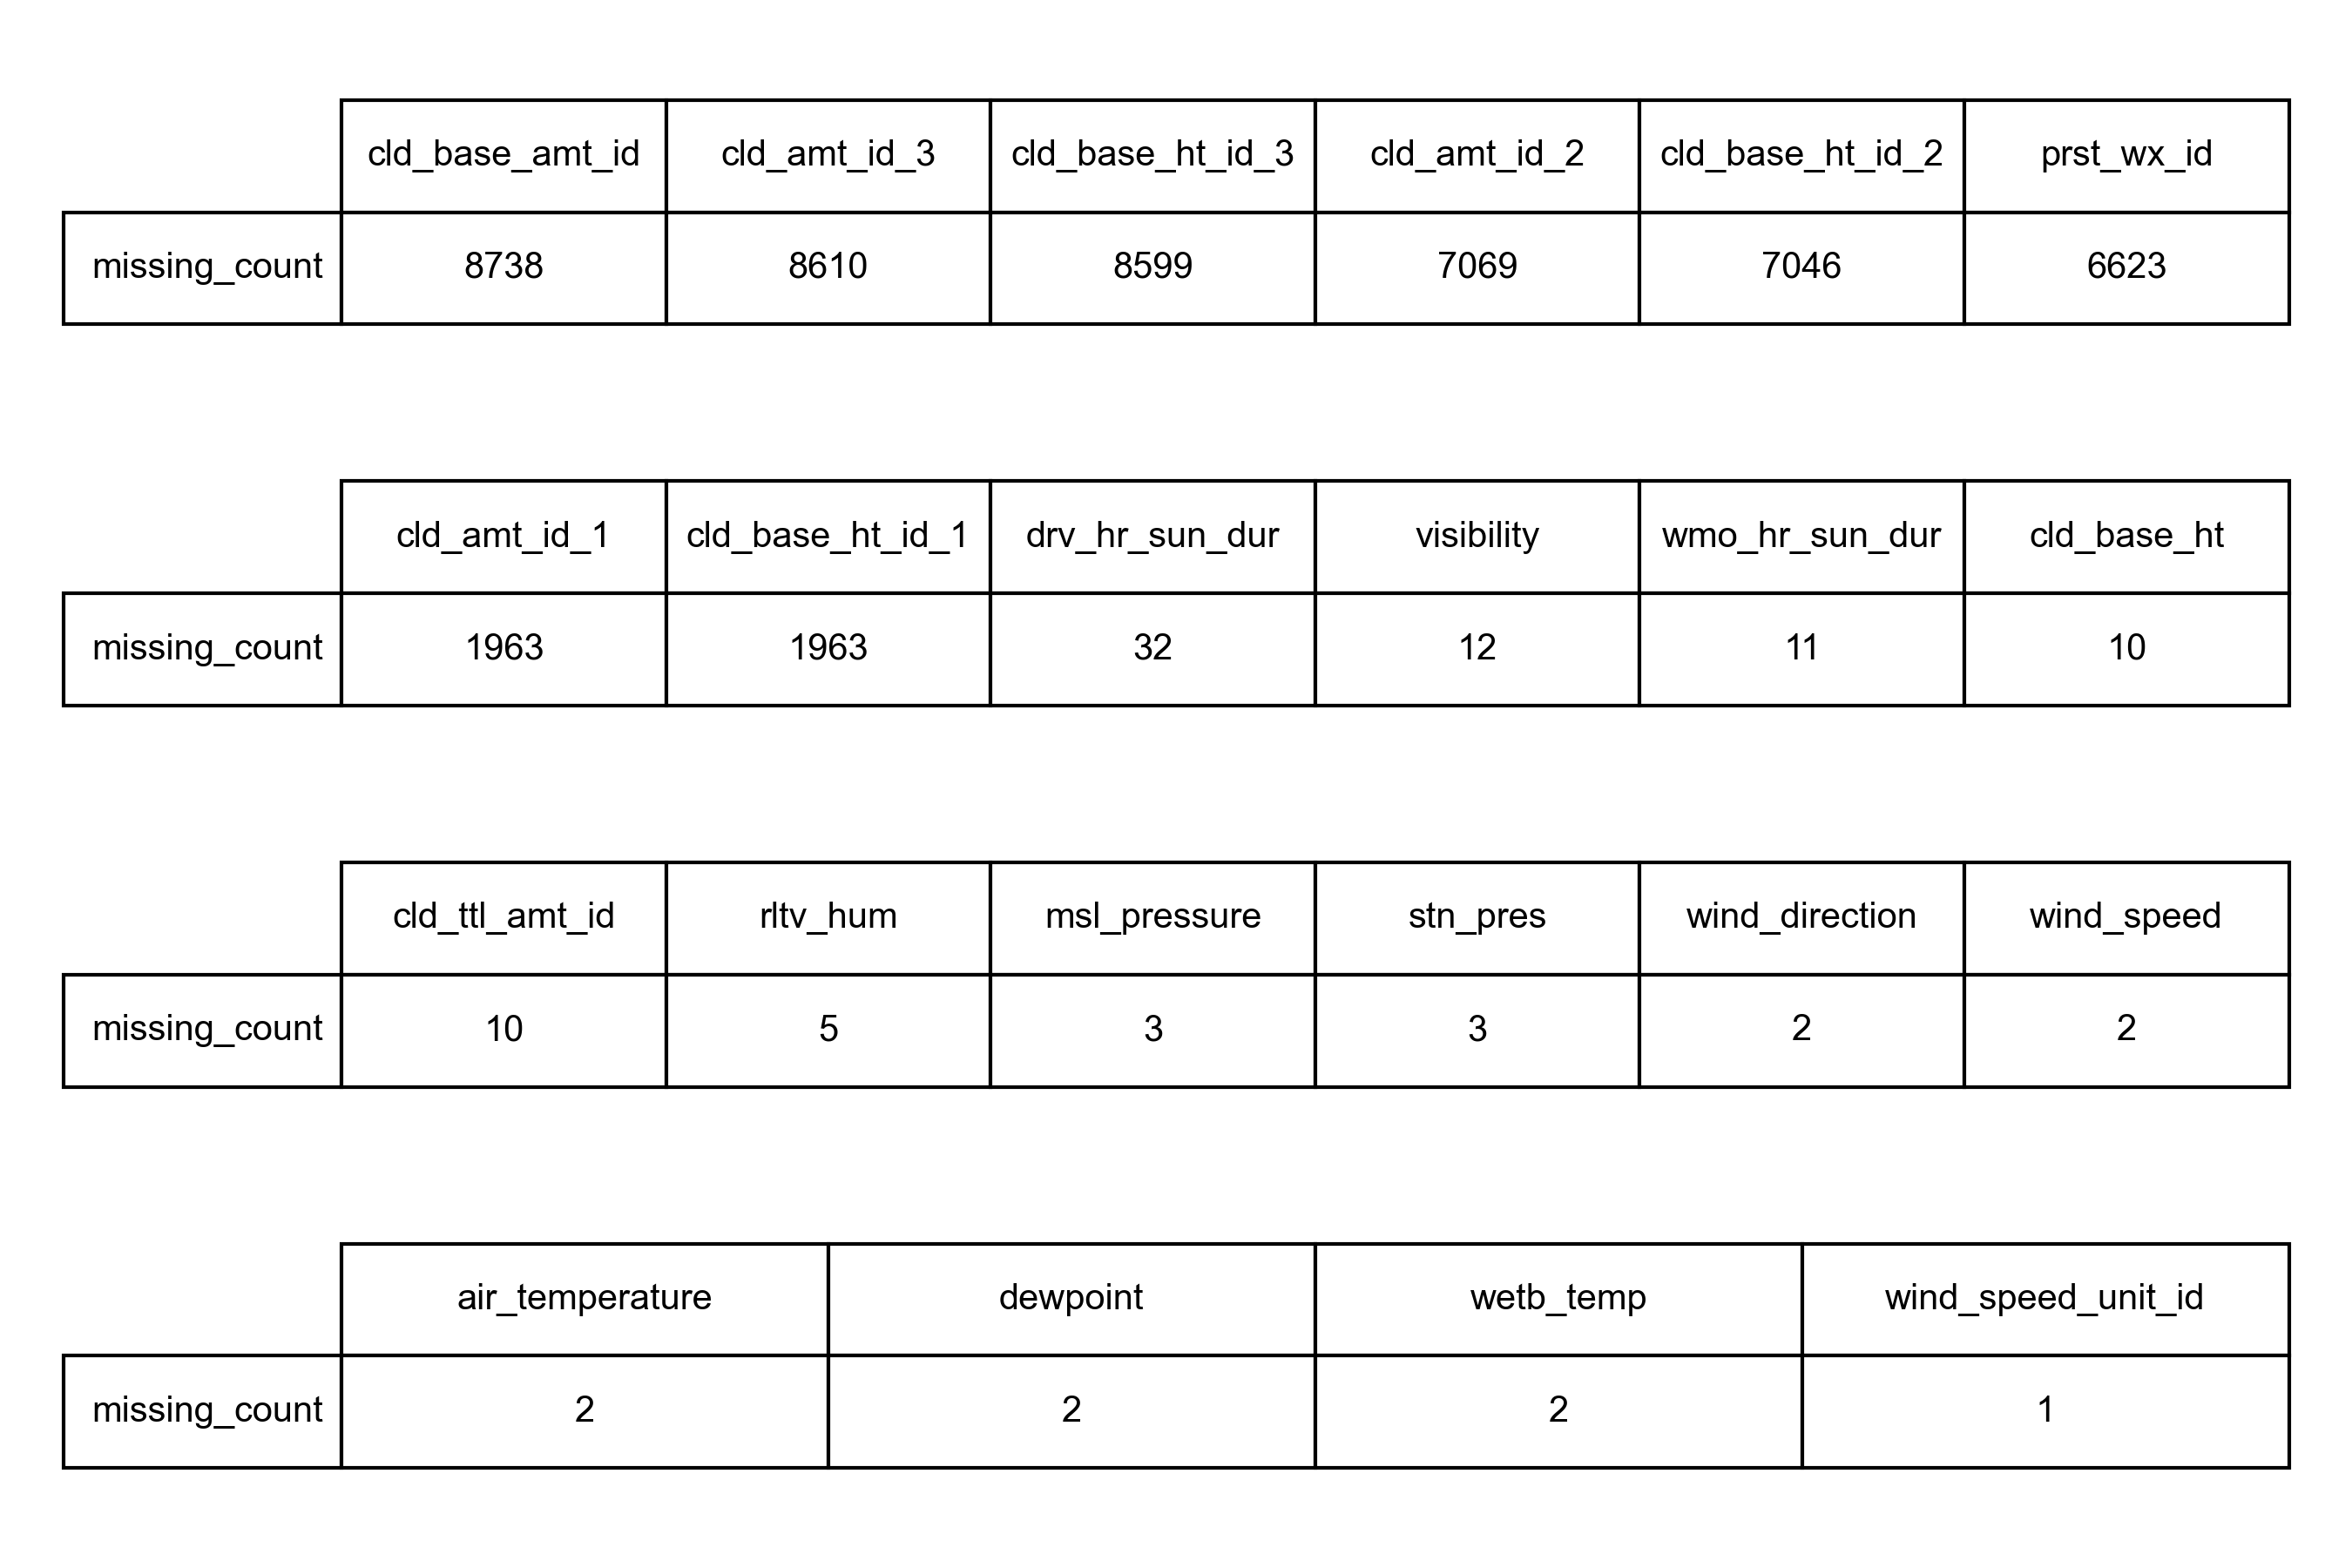 cld_base_amt_id cld_amt_id_3 cld_base_ht_id_3 cld_amt_id_2 cld_base_ht_id_2 prst_wx_id
missing_count 8738 8610 8599 7069 7046 6623
cld_amt_id_1 cld_base_ht_id_1 drv_hr_sun_dur visibility wmo_hr_sun_dur cld_base_ht
missing_count 1963 1963 32 12 11 10
cld_ttl_amt_id rltv_hum msl_pressure stn_pres wind_direction wind_speed
missing_count 10 5 3 3 2 2
air_temperature dewpoint wetb_temp wind_speed_unit_id
missing_count 2 2 2 1